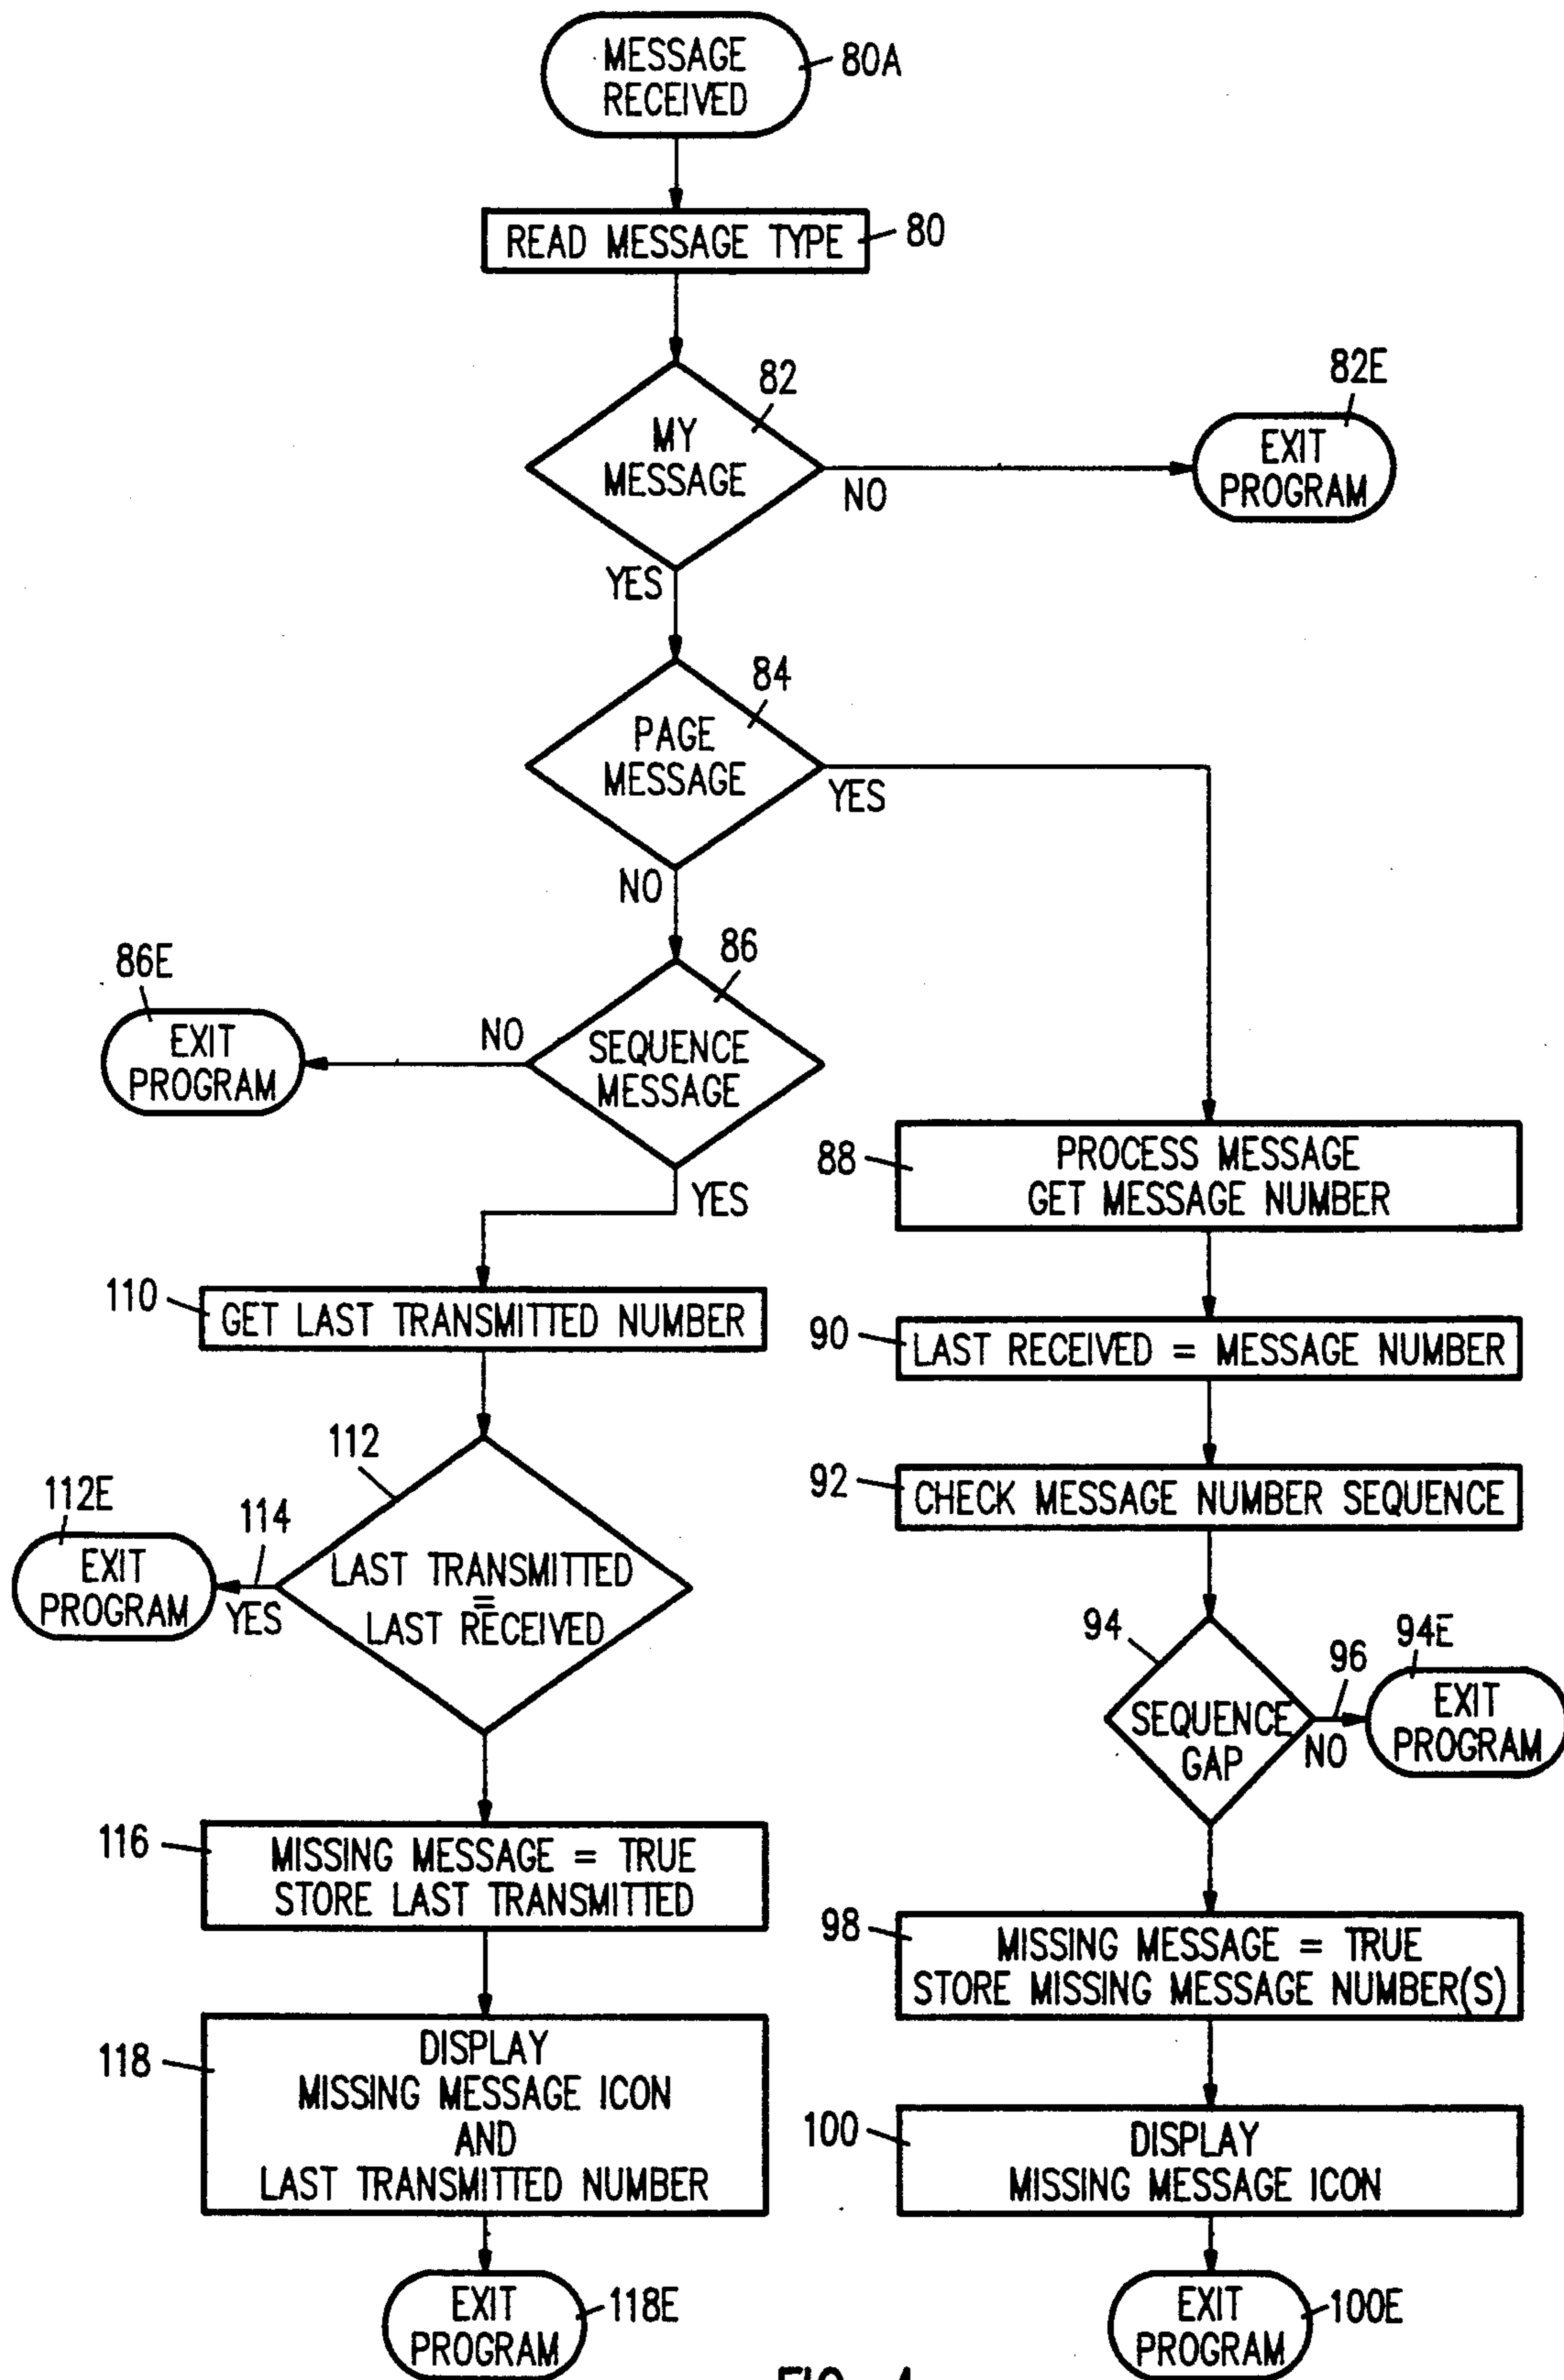 MESSAGE
RECEIVED
80A
READ MESSAGE TYPE
80
82
MY
MESSAGE
NO
YES
82E
EXIT
PROGRAM
84
PAGE
MESSAGE
YES
NO
86
86E
EXIT
PROGRAM
NO
SEQUENCE
MESSAGE
YES
88
PROCESS MESSAGE
GET MESSAGE NUMBER
110
GET LAST TRANSMITTED NUMBER
90
LAST RECEIVED = MESSAGE NUMBER
112
92
CHECK MESSAGE NUMBER SEQUENCE
112E
114
EXIT
PROGRAM
YES
LAST TRANSMITTED
=
LAST RECEIVED
94
96
94E
SEQUENCE
GAP
NO
EXIT
PROGRAM
116
MISSING MESSAGE = TRUE
STORE LAST TRANSMITTED
98
MISSING MESSAGE = TRUE
STORE MISSING MESSAGE NUMBER(S)
118
DISPLAY
MISSING MESSAGE ICON
AND
LAST TRANSMITTED NUMBER
100
DISPLAY
MISSING MESSAGE ICON
EXIT
PROGRAM
118E
EXIT
PROGRAM
100E